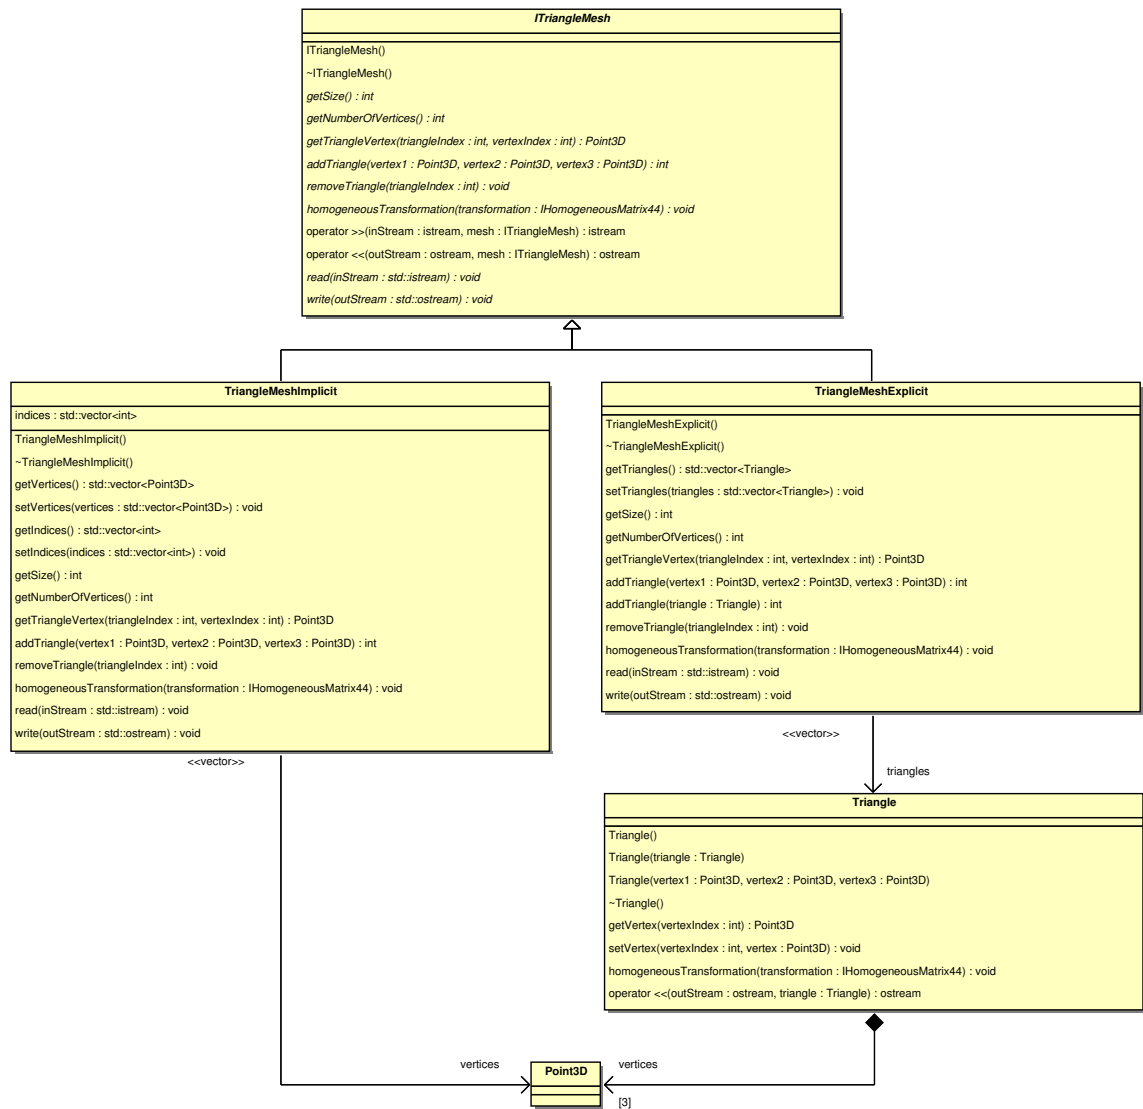 ITriangleMesh
ITriangleMesh()
~ITriangleMesh()
getSize() : int
getNumberOfVertices() : int
getTriangleVertex(triangleIndex : int, vertexIndex : int) : Point3D
addTriangle(vertex1 : Point3D, vertex2 : Point3D, vertex3 : Point3D) : int
removeTriangle(triangleIndex : int) : void
homogeneousTransformation(transformation : IHomogeneousMatrix44) : void
operator >>(inStream : istream, mesh : ITriangleMesh) : istream
operator <<(outStream : ostream, mesh : ITriangleMesh) : ostream
read(inStream : std::istream) : void
write(outStream : std::ostream) : void
TriangleMeshImplicit
indices : std::vector<int>
TriangleMeshImplicit()
~TriangleMeshImplicit()
getVertices() : std::vector<Point3D>
setVertices(vertices : std::vector<Point3D>) : void
getIndices() : std::vector<int>
setIndices(indices : std::vector<int>) : void
getSize() : int
getNumberOfVertices() : int
getTriangleVertex(triangleIndex : int, vertexIndex : int) : Point3D
addTriangle(vertex1 : Point3D, vertex2 : Point3D, vertex3 : Point3D) : int
removeTriangle(triangleIndex : int) : void
homogeneousTransformation(transformation : IHomogeneousMatrix44) : void
read(inStream : std::istream) : void
write(outStream : std::ostream) : void
TriangleMeshExplicit
TriangleMeshExplicit()
~TriangleMeshExplicit()
getTriangles() : std::vector<Triangle>
setTriangles(triangles : std::vector<Triangle>) : void
getSize() : int
getNumberOfVertices() : int
getTriangleVertex(triangleIndex : int, vertexIndex : int) : Point3D
addTriangle(vertex1 : Point3D, vertex2 : Point3D, vertex3 : Point3D) : int
addTriangle(triangle : Triangle) : int
removeTriangle(triangleIndex : int) : void
homogeneousTransformation(transformation : IHomogeneousMatrix44) : void
read(inStream : std::istream) : void
write(outStream : std::ostream) : void
<<vector>>
<<vector>>
triangles
Triangle
Triangle()
Triangle(triangle : Triangle)
Triangle(vertex1 : Point3D, vertex2 : Point3D, vertex3 : Point3D)
~Triangle()
getVertex(vertexIndex : int) : Point3D
setVertex(vertexIndex : int, vertex : Point3D) : void
homogeneousTransformation(transformation : IHomogeneousMatrix44) : void
operator <<(outStream : ostream, triangle : Triangle) : ostream
vertices
Point3D
vertices
[3]